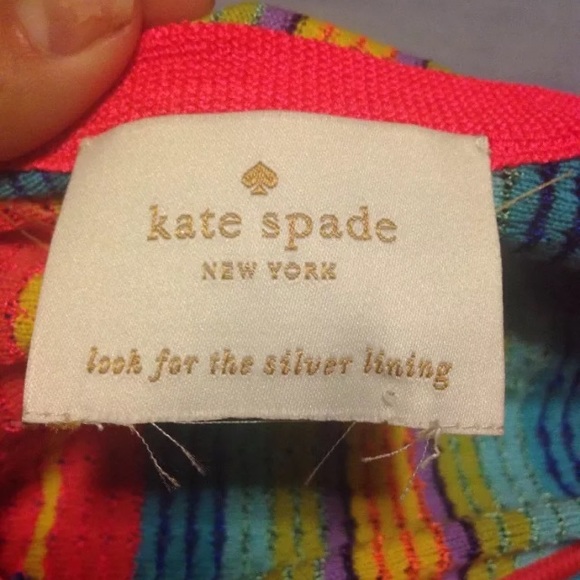 kate spade
NEW YORK
look for the silver lining
S